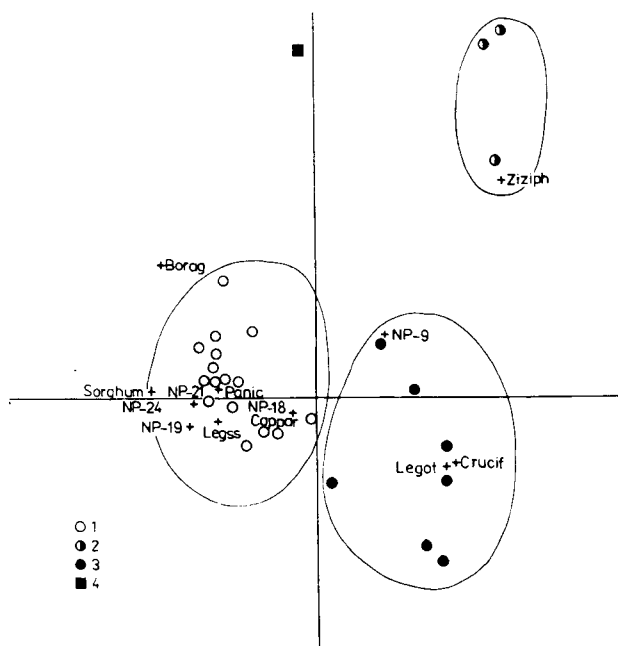 +Ziziph
+Borag
+NP-9
Sorghum + NP-21 + Panic
NP-24 + NP-18 +
NP-19 + Legss + Cappar
Legot + +Crucif
1
2
3
4